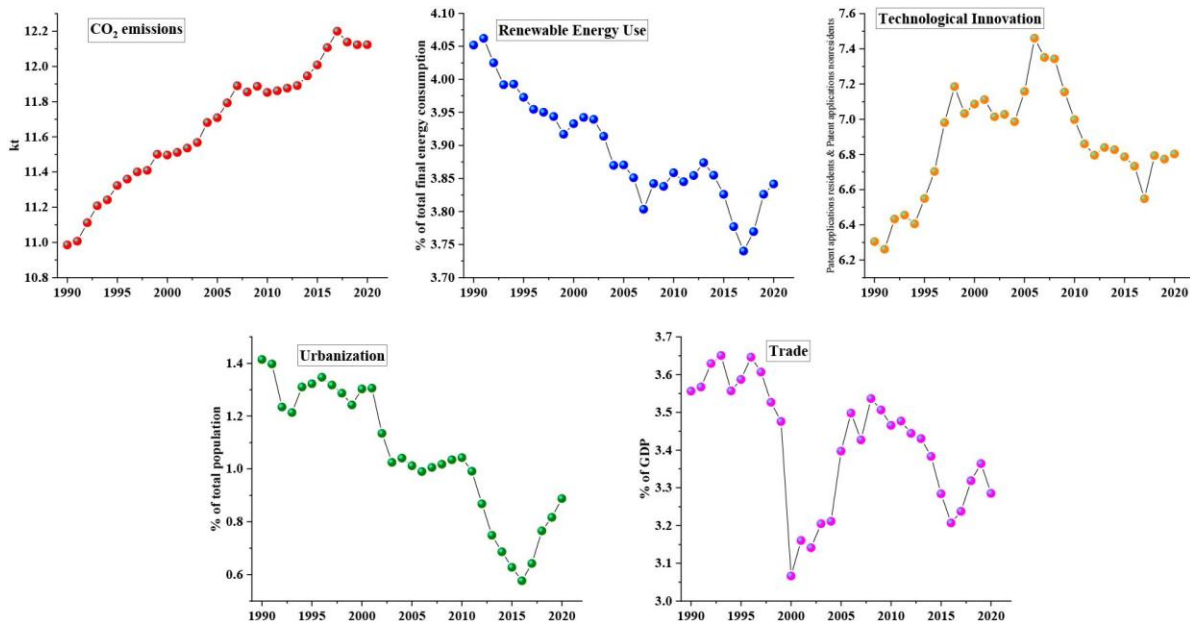 CO₂ emissions
kt
12.2
12.0
11.8
11.6
11.4
11.2
11.0
10.8
1990 1995 2000 2005 2010 2015 2020
Renewable Energy Use
% of total final energy consumption
4.10
4.05
4.00
3.95
3.90
3.85
3.80
3.75
3.70
1990 1995 2000 2005 2010 2015 2020
Technological Innovation
Patent applications residents & Patent applications nonresidents
7.6
7.4
7.2
7.0
6.8
6.6
6.4
6.2
1990 1995 2000 2005 2010 2015 2020
Urbanization
% of total population
1.4
1.2
1.0
0.8
0.6
1990 1995 2000 2005 2010 2015 2020
Trade
% of GDP
3.7
3.6
3.5
3.4
3.3
3.2
3.1
3.0
1990 1995 2000 2005 2010 2015 2020